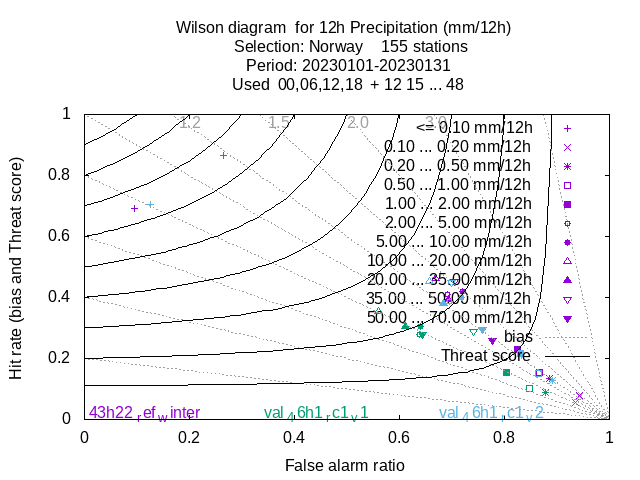 Wilson diagram  for 12h Precipitation (mm/12h)
Selection: Norway    155 stations
Period: 20230101-20230131
Used  00,06,12,18  + 12 15 ... 48
1.2 1.5 2.0 3.0
<= 0.10 mm/12h
0.10 ... 0.20 mm/12h
0.20 ... 0.50 mm/12h
0.50 ... 1.00 mm/12h
1.00 ... 2.00 mm/12h
2.00 ... 5.00 mm/12h
5.00 ... 10.00 mm/12h
10.00 ... 20.00 mm/12h
20.00 ... 35.00 mm/12h
35.00 ... 50.00 mm/12h
50.00 ... 70.00 mm/12h
bias
Threat score
1
0.8
0.6
0.4
0.2
0
Hit rate (bias and Threat score)
43h22_ref_winter val_46h1_rc1_v1 val_46h1_rc1_v2
0 0.2 0.4 0.6 0.8 1
False alarm ratio